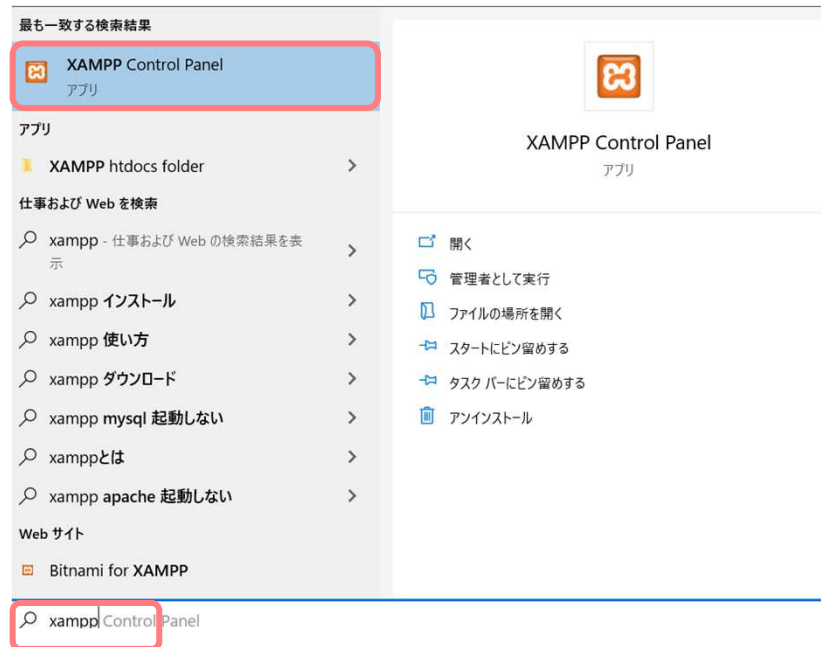 最も一致する検索結果
XAMPP Control Panel
アプリ
アプリ
XAMPP htdocs folder
仕事および Web を検索
xampp - 仕事および Web の検索結果を表
示
xampp インストール
xampp 使い方
xampp ダウンロード
xampp mysql 起動しない
xamppとは
xampp apache 起動しない
Web サイト
Bitnami for XAMPP
xampp Control Panel
XAMPP Control Panel
アプリ
開く
管理者として実行
ファイルの場所を開く
スタートにピン留めする
タスク バーにピン留めする
アンインストール